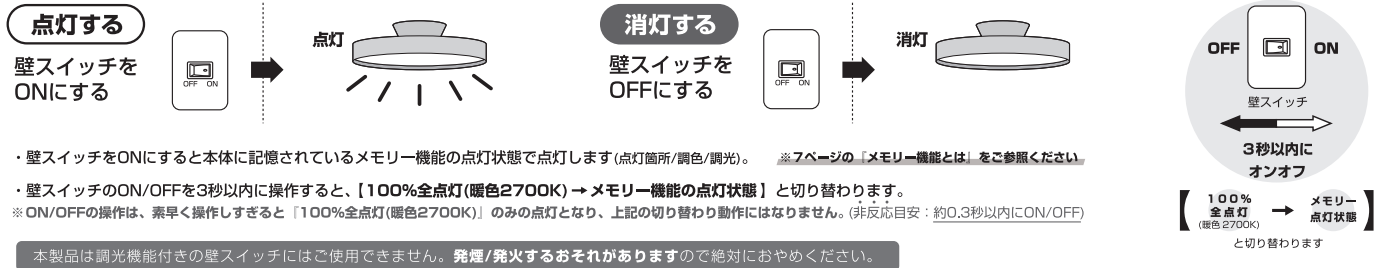 点灯する
壁スイッチを
ONにする
OFF ON
点灯
消灯する
壁スイッチを
OFFにする
OFF ON
消灯
・壁スイッチをONにすると本体に記憶されているメモリー機能の点灯状態で点灯します(点灯箇所/調色/調光)。 ※7ページの『メモリー機能とは』をご参照ください
・壁スイッチのON/OFFを3秒以内に操作すると、【100%全点灯(暖色2700K)→メモリー機能の点灯状態】と切り替わります。
※ON/OFFの操作は、素早く操作しすぎると『100%全点灯(暖色2700K)』のみの点灯となり、上記の切り替わり動作にはなりません。(非反応目安：約0.3秒以内にON/OFF)
本製品は調光機能付きの壁スイッチにはご使用できません。発煙/発火するおそれがありますので絶対におやめください。
OFF ON
壁スイッチ
3秒以内に
オンオフ
【100%全点灯(暖色2700K)→メモリー点灯状態】
と切り替わります